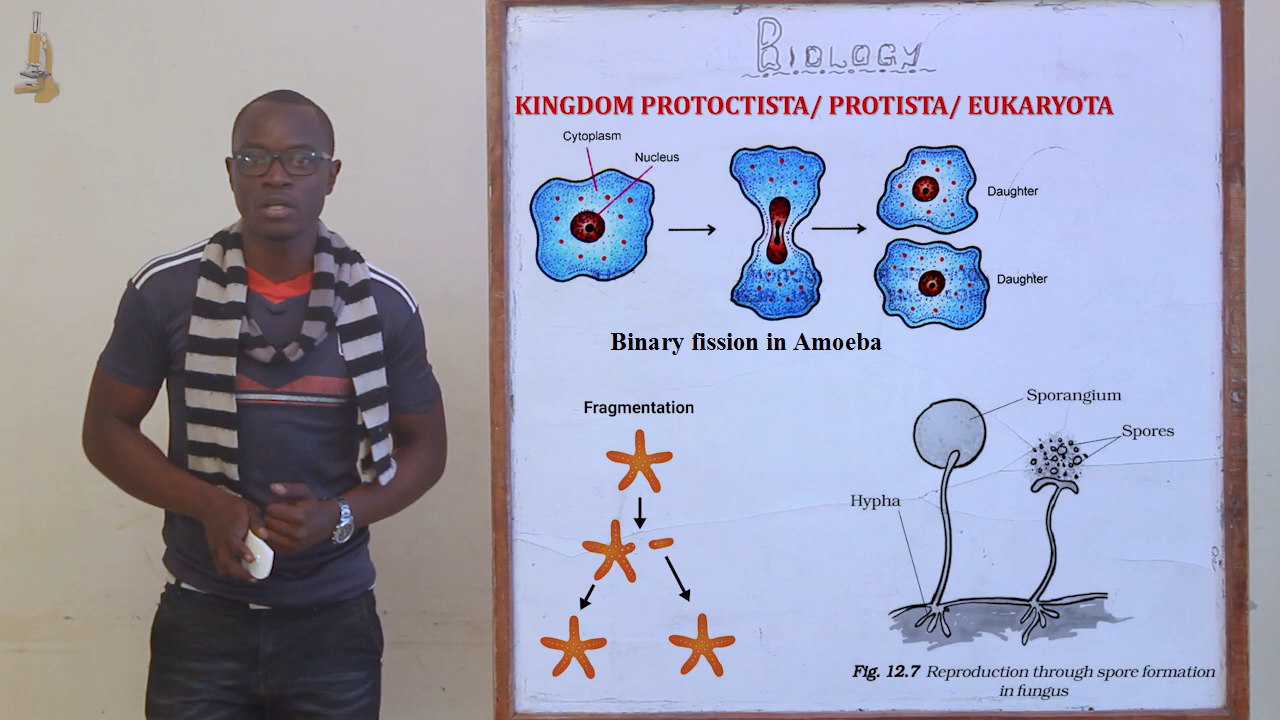 BIOLOGY
KINGDOM PROTOCTISTA/ PROTISTA/ EUKARYOTA
Cytoplasm
Nucleus
Daughter
Daughter
Binary fission in Amoeba
Fragmentation
Sporangium
Spores
Hypha
Fig. 12.7 Reproduction through spore formation
in fungus